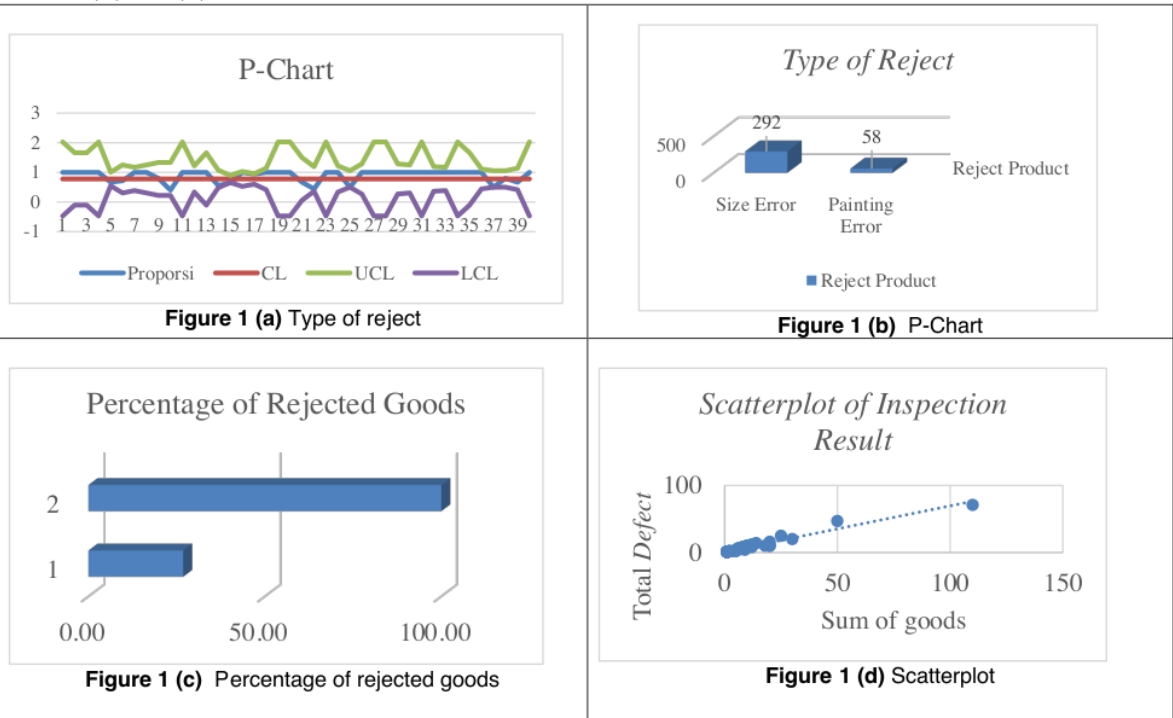 P-Chart
3
2
1
0
-1
1 3 5 7 9 11 13 15 17 19 21 23 25 27 29 31 33 35 37 39
Proporsi CL UCL LCL
Figure 1 (a) Type of reject
Type of Reject
292
58
500
0
Reject Product
Size Error
Painting
Error
Reject Product
Figure 1 (b) P-Chart
Percentage of Rejected Goods
2
1
0.00 50.00 100.00
Figure 1 (c) Percentage of rejected goods
Scatterplot of Inspection
Result
Total Defect
100
0
0 50 100 150
Sum of goods
Figure 1 (d) Scatterplot